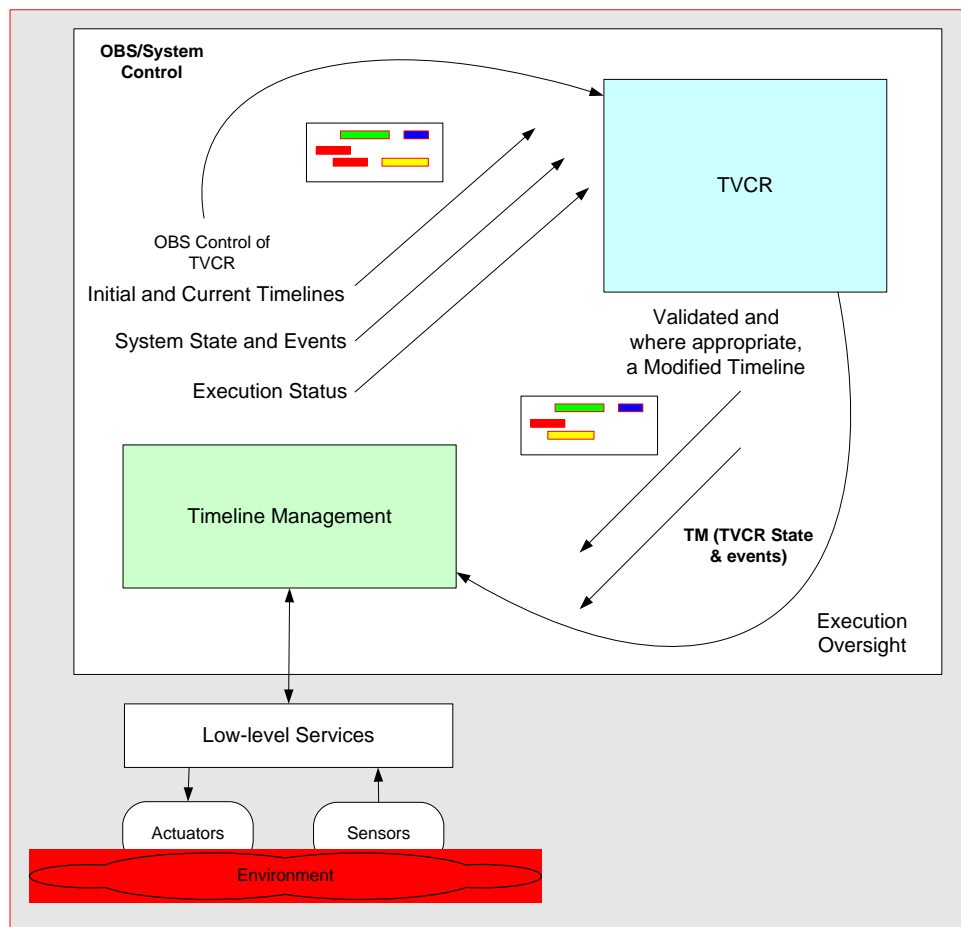 OBS/System
Control
TVCR
OBS Control of
TVCR
Initial and Current Timelines
System State and Events
Execution Status
Validated and
where appropriate,
a Modified Timeline
Timeline Management
TM (TVCR State
& events)
Execution
Oversight
Low-level Services
Actuators
Sensors
Environment